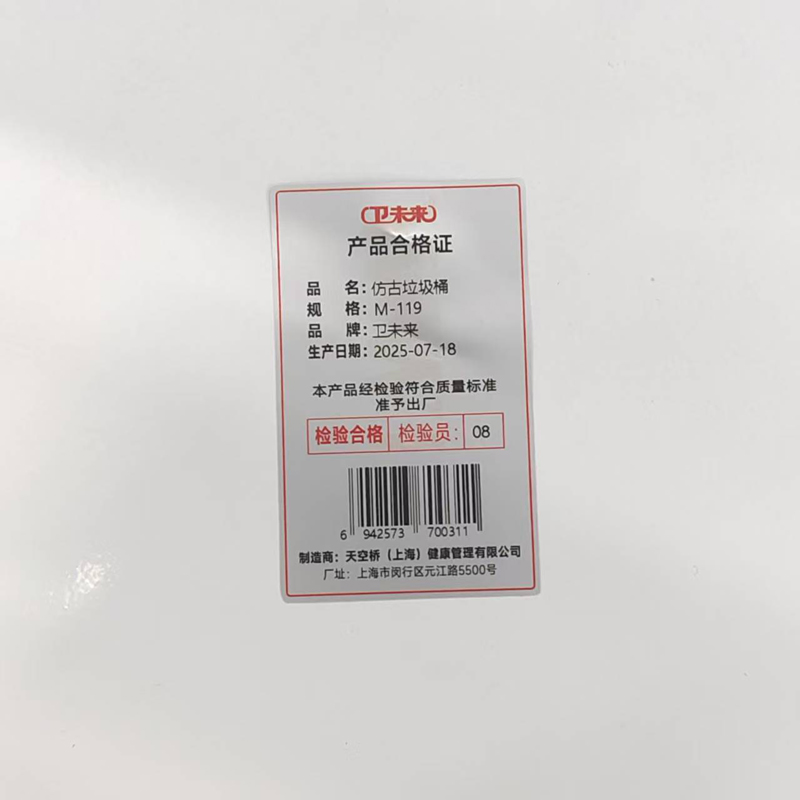 卫未来
产品合格证
品 名：仿古垃圾桶
规 格：M-119
品 牌：卫未来
生产日期：2025-07-18
本产品经检验符合质量标准
准予出厂
检验合格 检验员： 08
6 942573 700311
制造商：天空桥（上海）健康管理有限公司
厂址：上海市闵行区元江路5500号